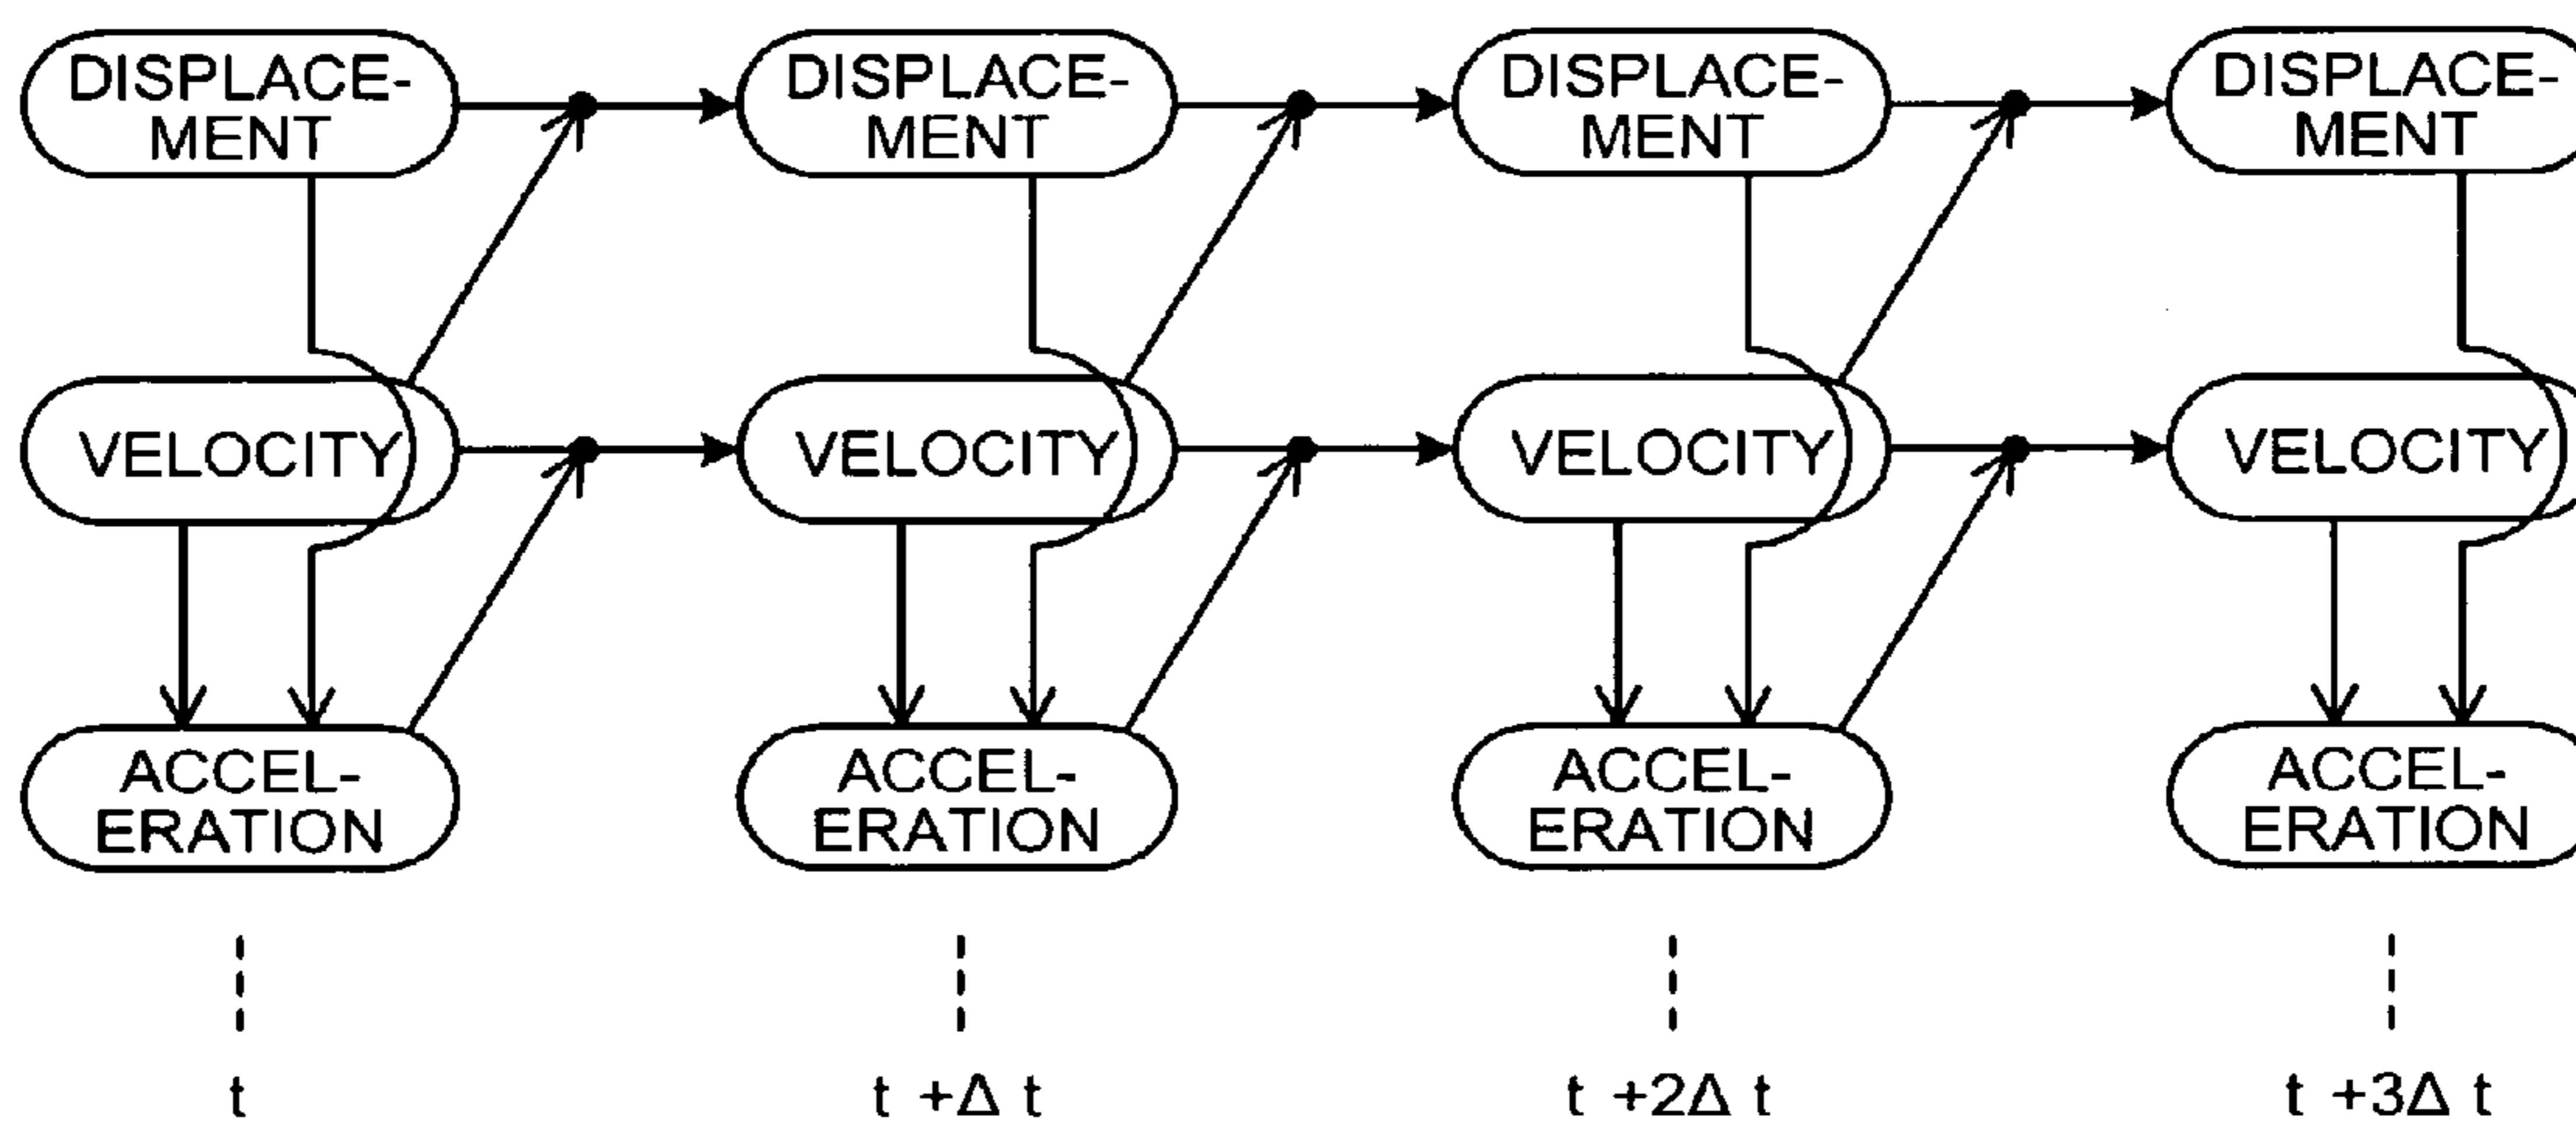 DISPLACE-
MENT
DISPLACE-
MENT
DISPLACE-
MENT
DISPLACE-
MENT
VELOCITY
VELOCITY
VELOCITY
VELOCITY
ACCEL-
ERATION
ACCEL-
ERATION
ACCEL-
ERATION
ACCEL-
ERATION
t
t +Δ t
t +2Δ t
t +3Δ t